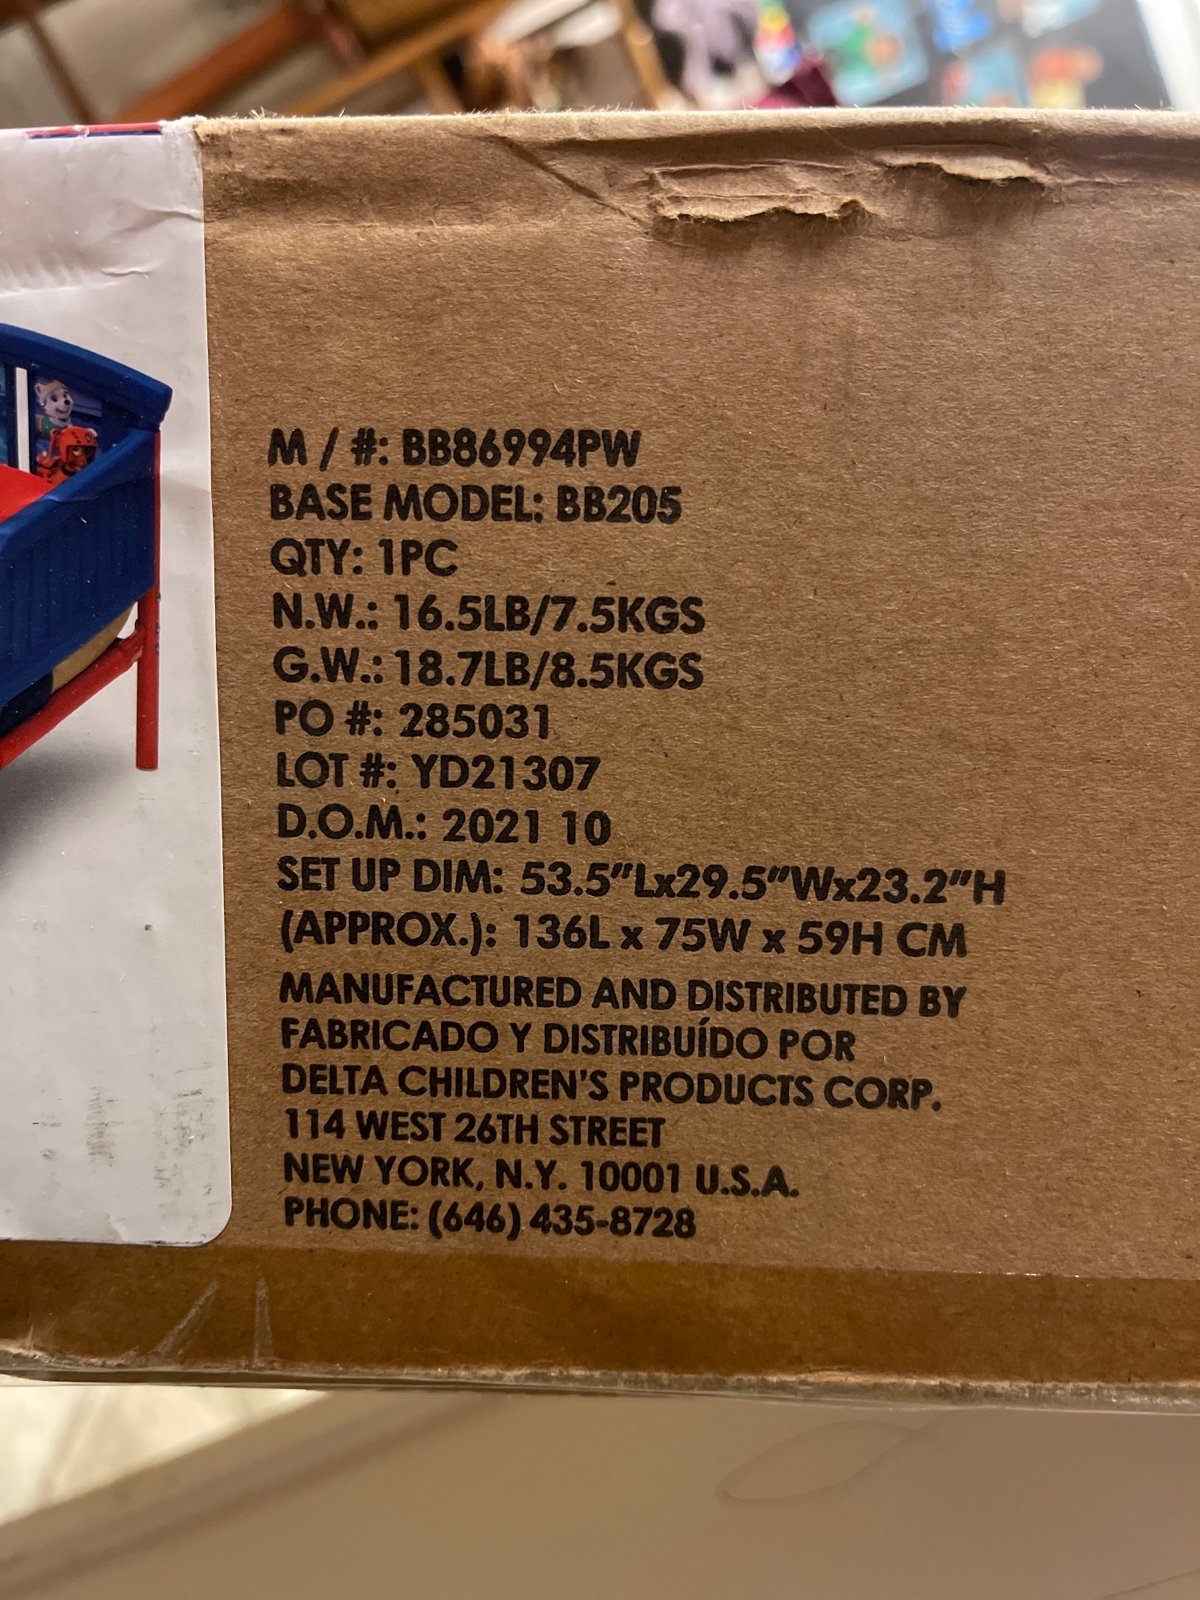 M / #: BB86994PW
BASE MODEL: BB205
QTY: 1PC
N.W.: 16.5LB/7.5KGS
G.W.: 18.7LB/8.5KGS
PO #: 285031
LOT #: YD21307
D.O.M.: 2021 10
SET UP DIM: 53.5"Lx29.5"Wx23.2"H
(APPROX.): 136L x 75W x 59H CM
MANUFACTURED AND DISTRIBUTED BY
FABRICADO Y DISTRIBUÍDO POR
DELTA CHILDREN'S PRODUCTS CORP.
114 WEST 26TH STREET
NEW YORK, N.Y. 10001 U.S.A.
PHONE: (646) 435-8728